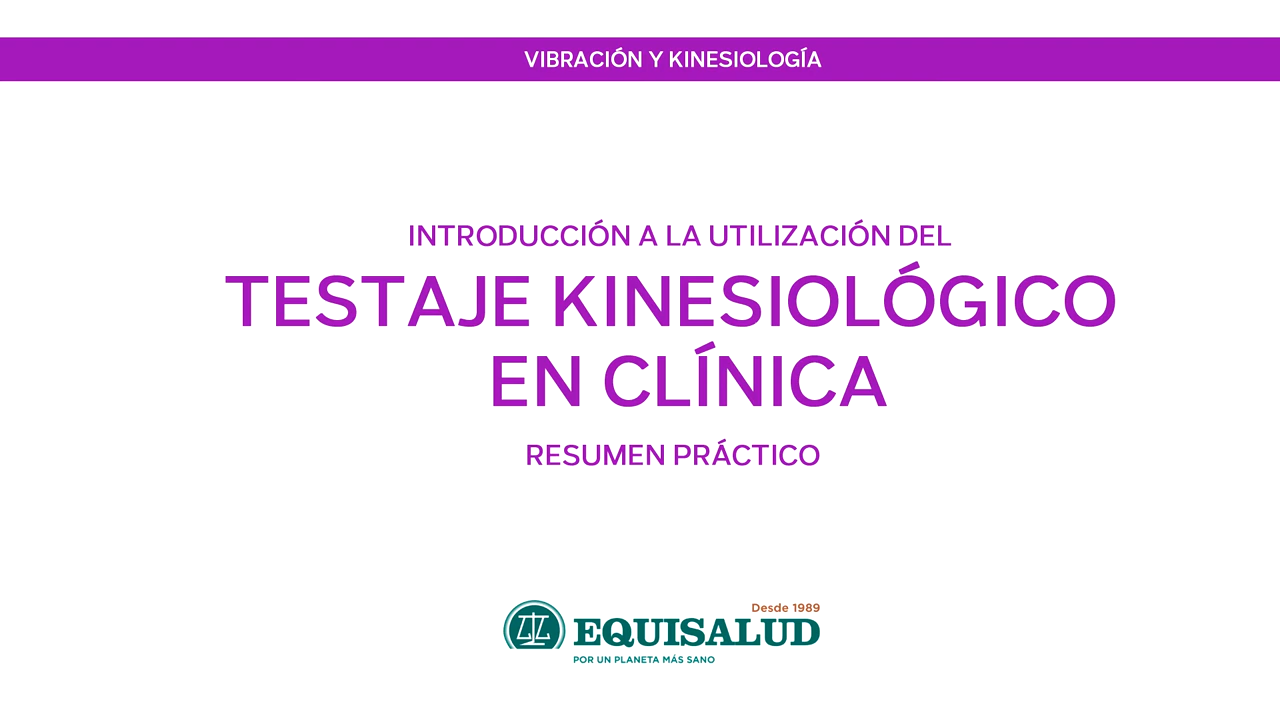 VIBRACIÓN Y KINESIOLOGÍA
INTRODUCCIÓN A LA UTILIZACIÓN DEL
TESTAJE KINESIOLÓGICO
EN CLÍNICA
RESUMEN PRÁCTICO
Desde 1989
EQUISALUD
POR UN PLANETA MÁS SANO